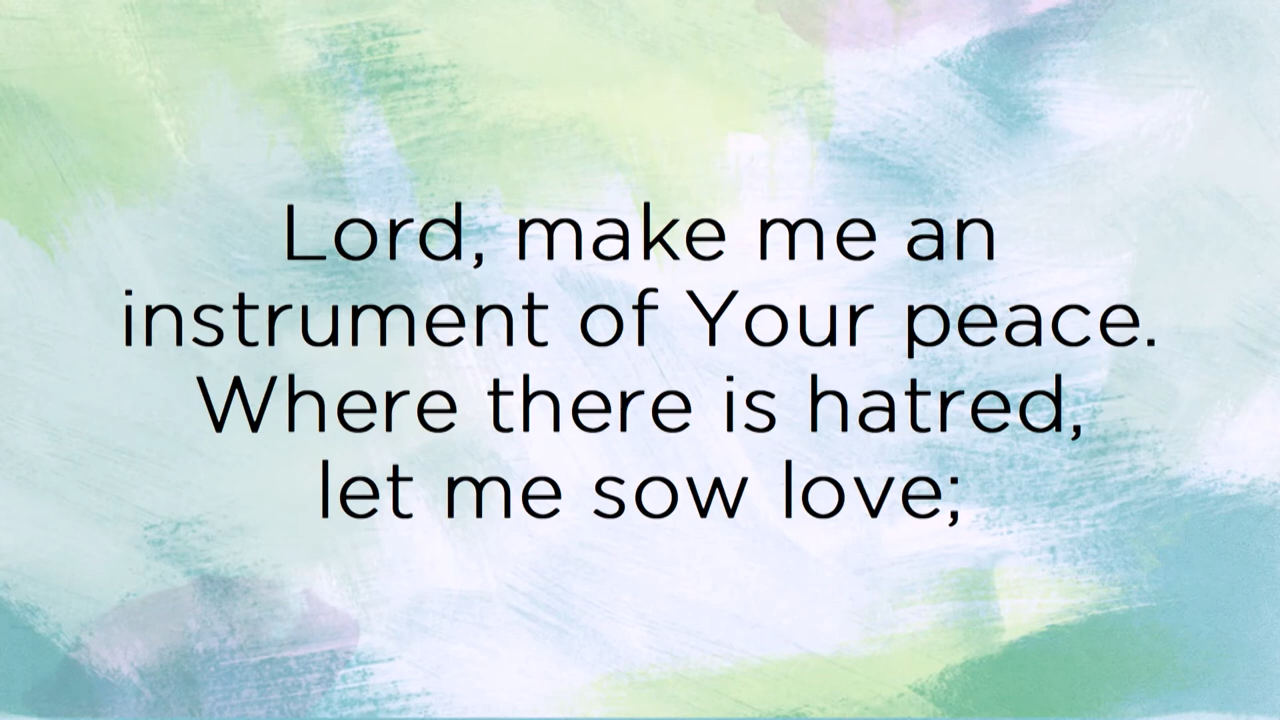 Lord, make me an
instrument of Your peace.
Where there is hatred,
let me sow love;